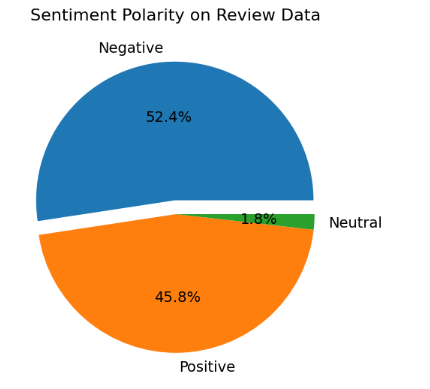 Sentiment Polarity on Review Data
Negative
52.4%
1.8%
Neutral
45.8%
Positive